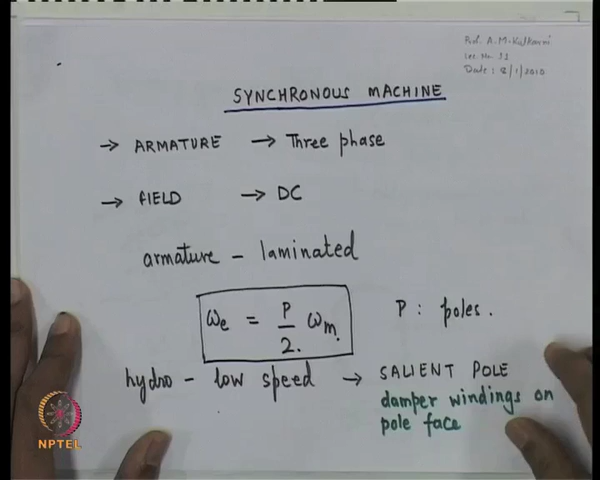 Prof. A.M. Kulkarni
Lec. No. 11
Date: 8/1/2010
SYNCHRONOUS MACHINE
→ ARMATURE → Three phase
→ FIELD → DC
armature – laminated
ωe = P/2. ωm. P : poles.
hydro – low speed → SALIENT POLE
damper windings on
pole face
NPTEL